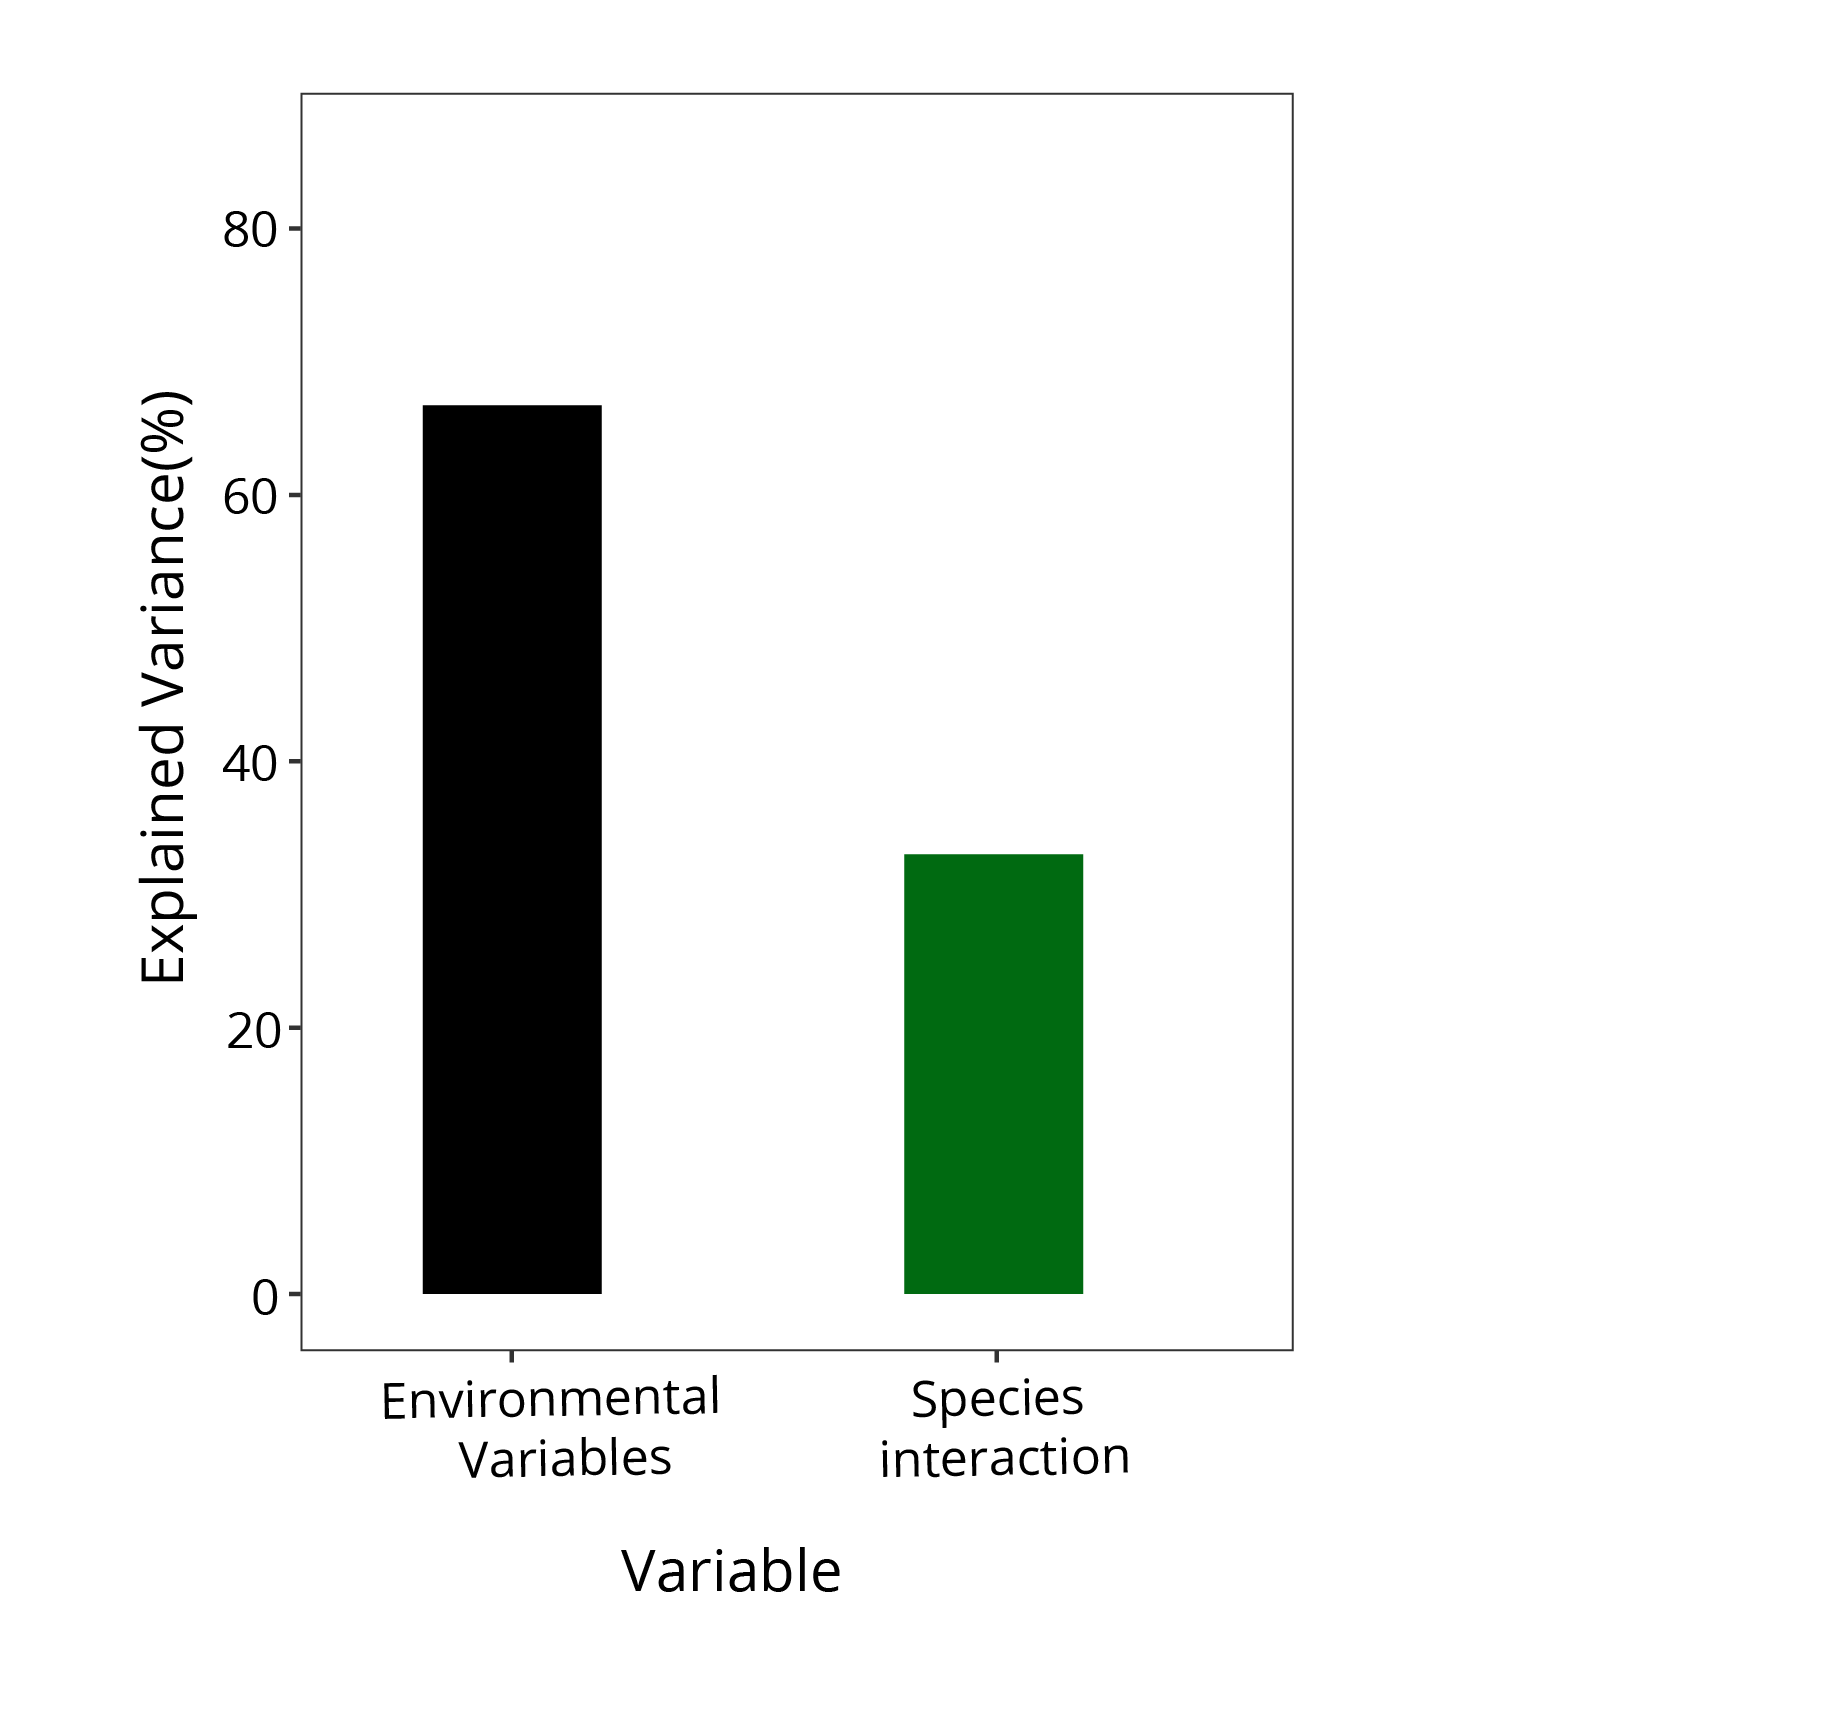 80
60
40
20
0
Explained Variance(%)
Environmental
Variables
Species
interaction
Variable